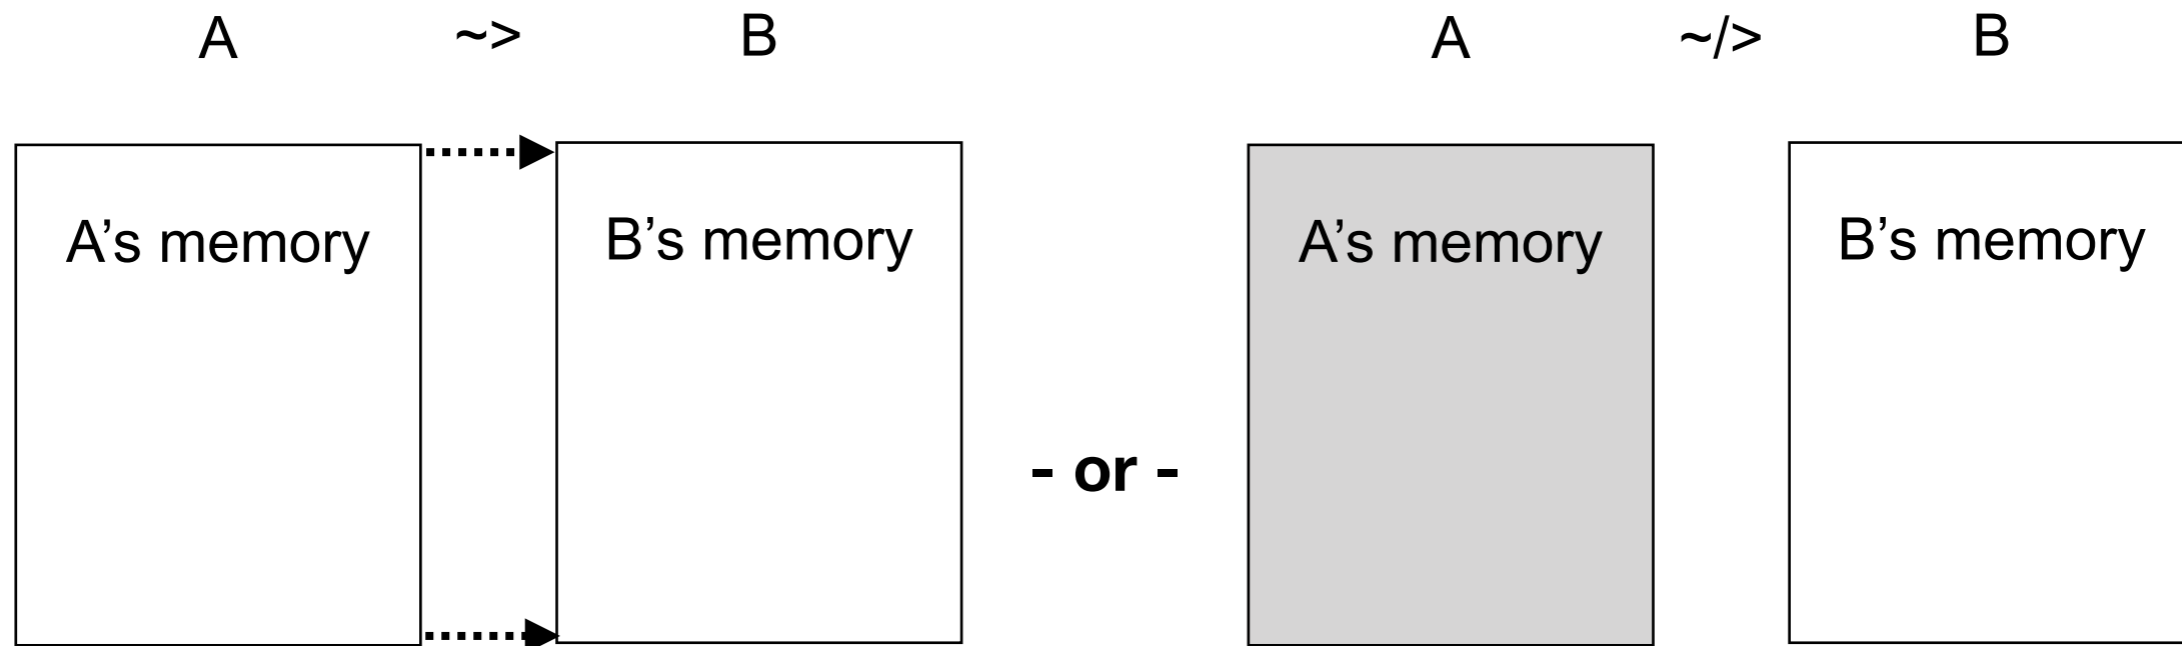 A ~> B
A ~/> B
A’s memory
B’s memory
A’s memory
B’s memory
- or -